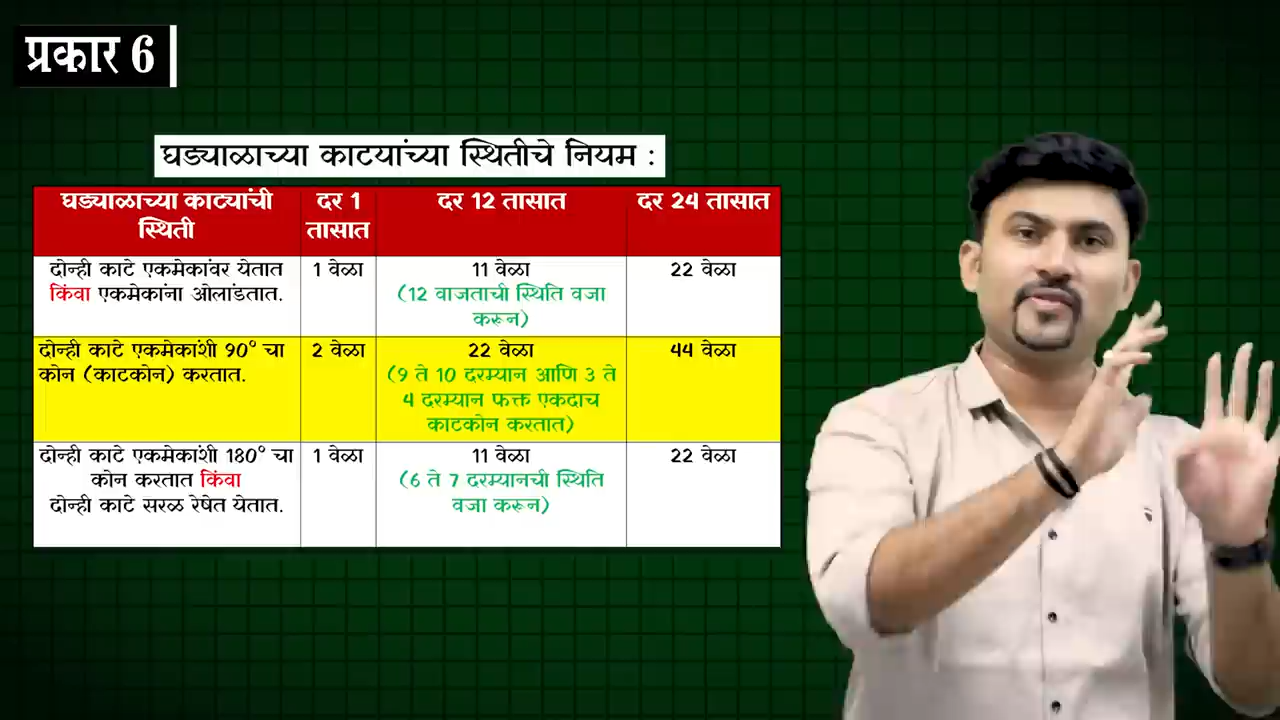 प्रकार 6
घड्याळाच्या काटयांच्या स्थितीचे नियम :
घड्याळाच्या काट्यांची स्थिती
दर 1 तासात
दर 12 तासात
दर 24 तासात
दोन्ही काटे एकमेकांवर येतात
किंवा एकमेकांना ओलांडतात.
1 वेळा
11 वेळा
(12 वाजताची स्थिति वजा
करून)
22 वेळा
दोन्ही काटे एकमेकांशी 90° चा
कोन (काटकोन) करतात.
2 वेळा
22 वेळा
(9 ते 10 दरम्यान आणि 3 ते
4 दरम्यान फक्त एकदाच
काटकोन करतात)
44 वेळा
दोन्ही काटे एकमेकांशी 180° चा
कोन करतात किंवा
दोन्ही काटे सरळ रेषेत येतात.
1 वेळा
11 वेळा
(6 ते 7 दरम्यानची स्थिति
वजा करून)
22 वेळा